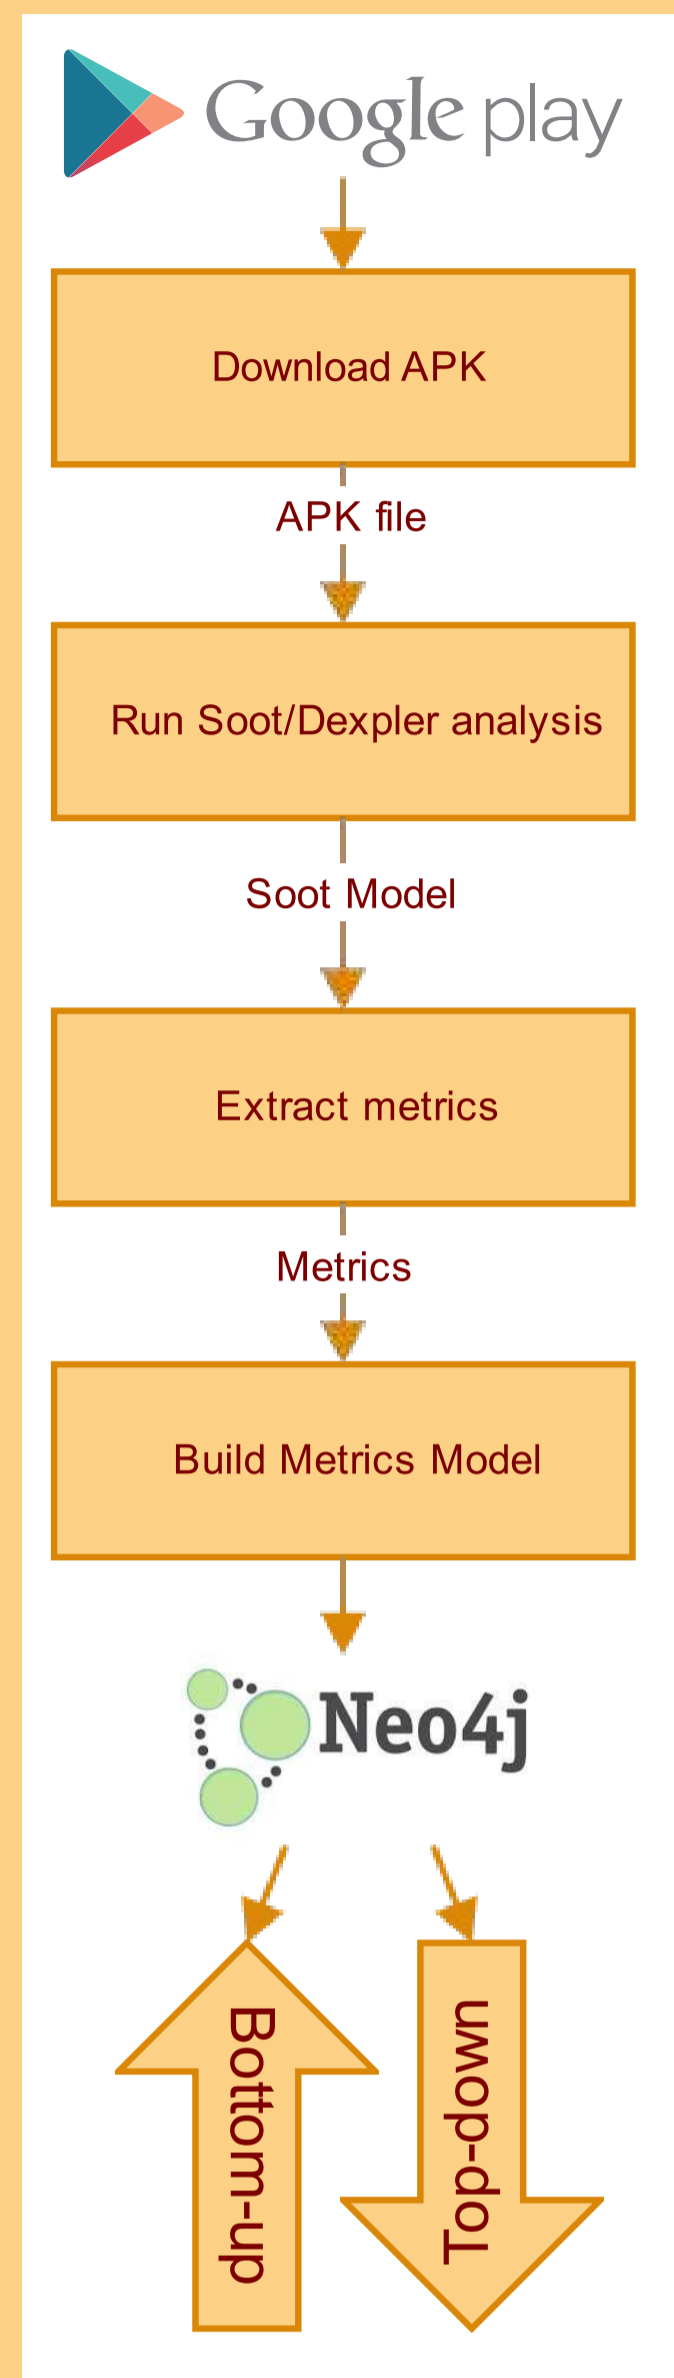 Google play
Download APK
APK file
Run Soot/Dexpler analysis
Soot Model
Extract metrics
Metrics
Build Metrics Model
Neo4j
Bottom-up
Top-down